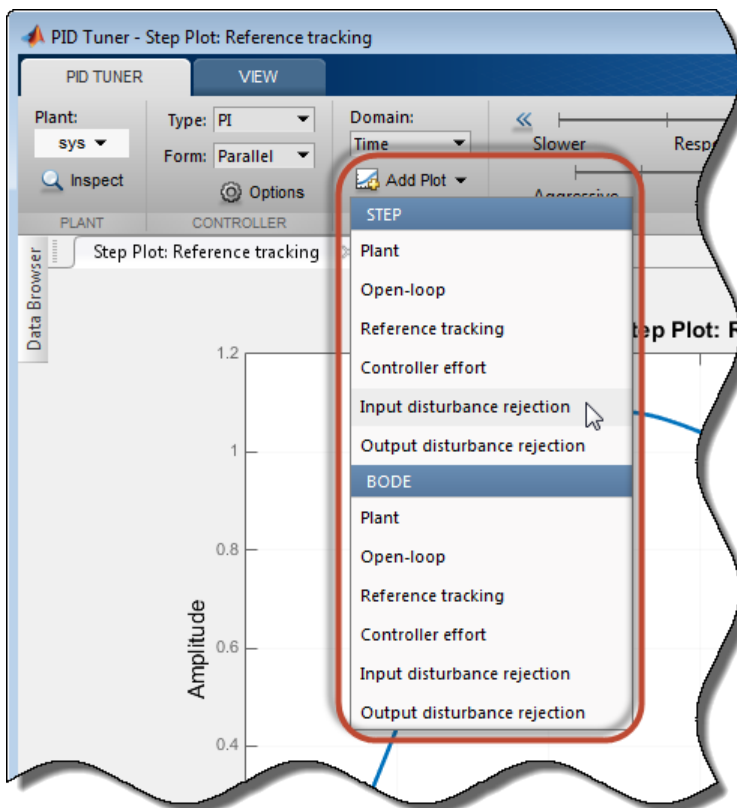 PID Tuner - Step Plot: Reference tracking
PID TUNER
VIEW
Plant:
sys
Inspect
PLANT
Type: PI
Form: Parallel
Options
CONTROLLER
Domain:
Time
Add Plot
Slower
Aggressive
STEP
Plant
Open-loop
Reference tracking
Controller effort
Input disturbance rejection
Output disturbance rejection
BODE
Plant
Open-loop
Reference tracking
Controller effort
Input disturbance rejection
Output disturbance rejection
Data Browser
Step Plot: Reference tracking
1.2
1
0.8
0.6
0.4
Amplitude